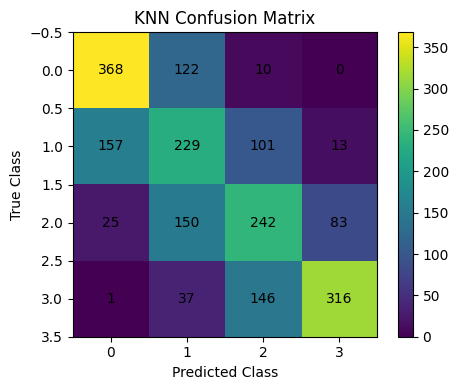 KNN Confusion Matrix
−0.5
0.0
0.5
1.0
1.5
2.0
2.5
3.0
3.5
True Class
368 122 10 0
157 229 101 13
25 150 242 83
1 37 146 316
0 1 2 3
Predicted Class
350
300
250
200
150
100
50
0